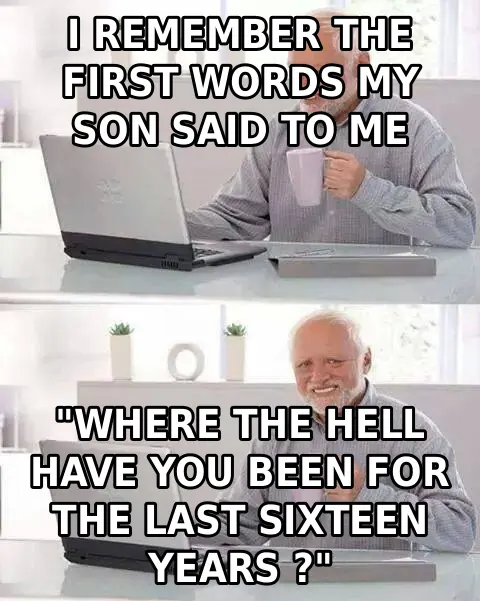 I REMEMBER THE
FIRST WORDS MY
SON SAID TO ME
"WHERE THE HELL
HAVE YOU BEEN FOR
THE LAST SIXTEEN
YEARS ?"